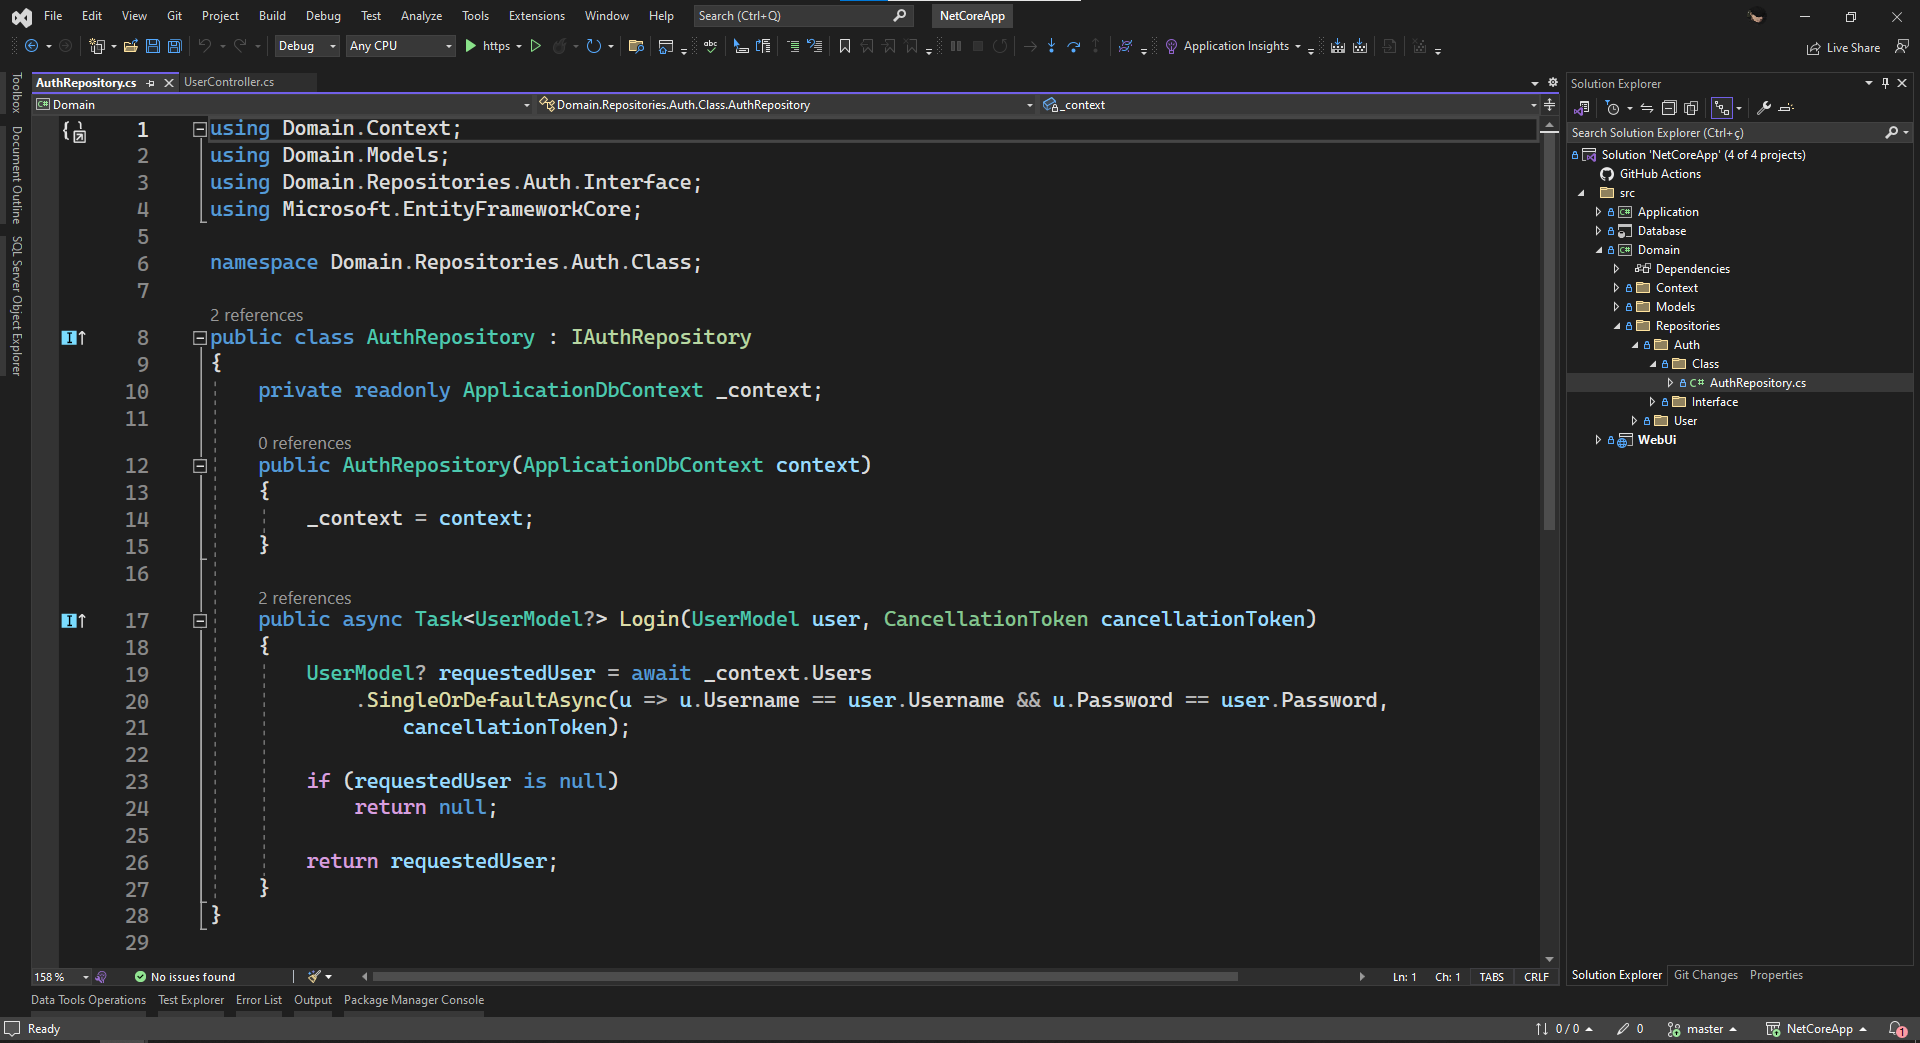 File Edit View Git Project Build Debug Test Analyze Tools Extensions Window Help Search (Ctrl+Q) NetCoreApp
Debug Any CPU https Application Insights Live Share
Toolbox
Document Outline
SQL Server Object Explorer
AuthRepository.cs UserController.cs
Domain Domain.Repositories.Auth.Class.AuthRepository _context
1 using Domain.Context;
2 using Domain.Models;
3 using Domain.Repositories.Auth.Interface;
4 using Microsoft.EntityFrameworkCore;
5
6 namespace Domain.Repositories.Auth.Class;
7
2 references
8 public class AuthRepository : IAuthRepository
9 {
10 private readonly ApplicationDbContext _context;
11
0 references
12 public AuthRepository(ApplicationDbContext context)
13 {
14 _context = context;
15 }
16
2 references
17 public async Task<UserModel?> Login(UserModel user, CancellationToken cancellationToken)
18 {
19 UserModel? requestedUser = await _context.Users
20 .SingleOrDefaultAsync(u => u.Username == user.Username && u.Password == user.Password,
21 cancellationToken);
22
23 if (requestedUser is null)
24 return null;
25
26 return requestedUser;
27 }
28 }
29
158 % No issues found Ln: 1 Ch: 1 TABS CRLF
Solution Explorer
Search Solution Explorer (Ctrl+ç)
Solution 'NetCoreApp' (4 of 4 projects)
GitHub Actions
src
Application
Database
Domain
Dependencies
Context
Models
Repositories
Auth
Class
C# AuthRepository.cs
Interface
User
WebUi
Solution Explorer Git Changes Properties
Data Tools Operations Test Explorer Error List Output Package Manager Console
Ready 0 / 0 0 master NetCoreApp 1